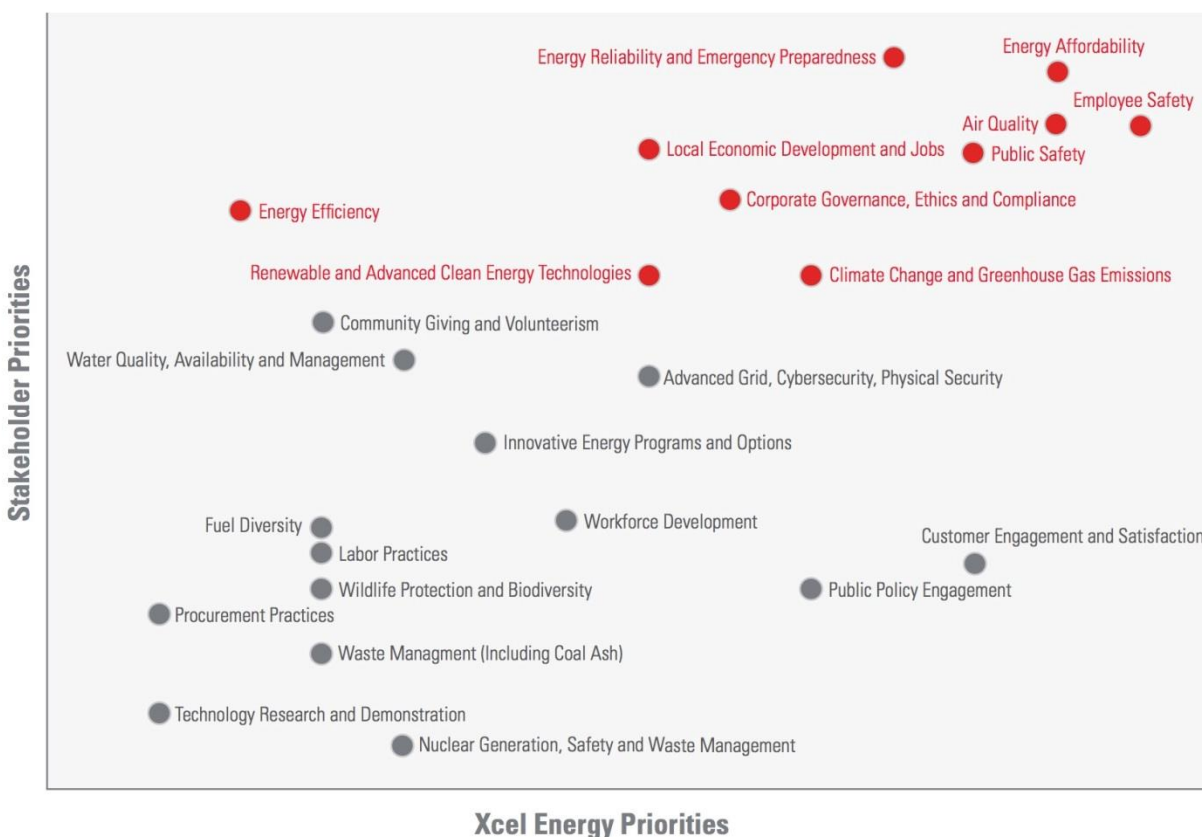 Energy Reliability and Emergency Preparedness
Energy Affordability
Employee Safety
Air Quality
Local Economic Development and Jobs
Public Safety
Corporate Governance, Ethics and Compliance
Energy Efficiency
Renewable and Advanced Clean Energy Technologies
Climate Change and Greenhouse Gas Emissions
Community Giving and Volunteerism
Water Quality, Availability and Management
Advanced Grid, Cybersecurity, Physical Security
Innovative Energy Programs and Options
Fuel Diversity
Workforce Development
Customer Engagement and Satisfaction
Labor Practices
Wildlife Protection and Biodiversity
Public Policy Engagement
Procurement Practices
Waste Managment (Including Coal Ash)
Technology Research and Demonstration
Nuclear Generation, Safety and Waste Management
Stakeholder Priorities
Xcel Energy Priorities